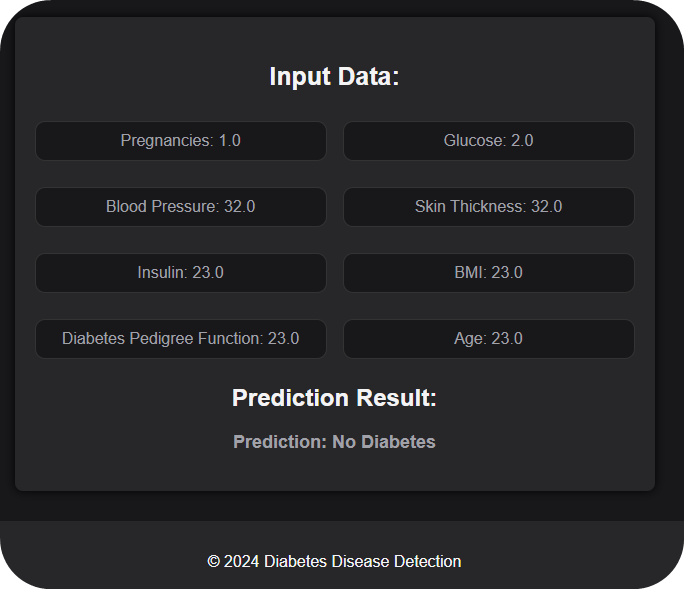 Input Data:
Pregnancies: 1.0
Glucose: 2.0
Blood Pressure: 32.0
Skin Thickness: 32.0
Insulin: 23.0
BMI: 23.0
Diabetes Pedigree Function: 23.0
Age: 23.0
Prediction Result:
Prediction: No Diabetes
© 2024 Diabetes Disease Detection